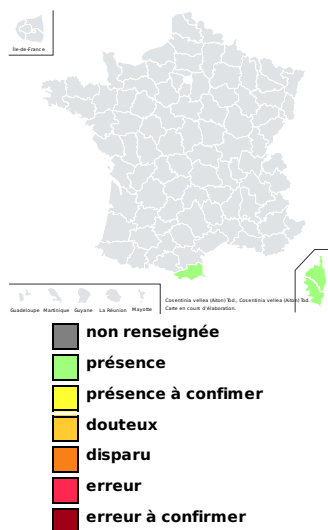 Île-de-France
Cosentinia vellea (Aiton) Tod., Cosentinia vellea (Aiton) Tod.
Carte en cours d'élaboration.
Guadeloupe Martinique Guyane La Réunion Mayotte
non renseignée
présence
présence à confimer
douteux
disparu
erreur
erreur à confirmer